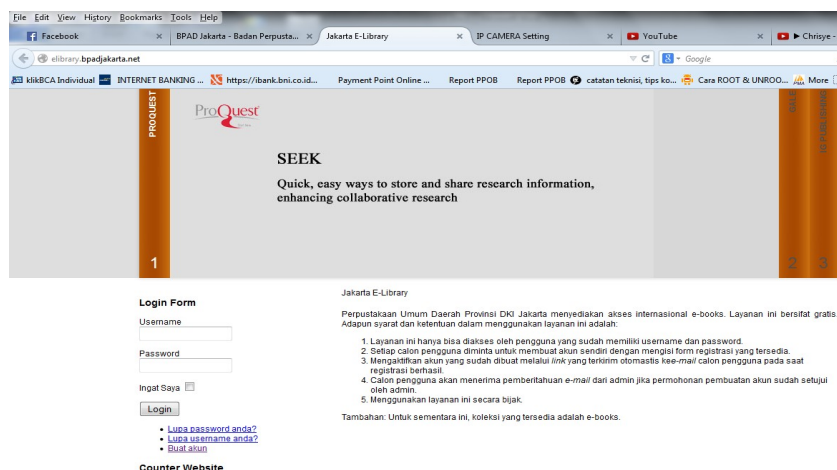 File Edit View History Bookmarks Tools Help
Facebook × BPAD Jakarta - Badan Perpusta... × Jakarta E-Library × IP CAMERA Setting × YouTube × ► Chrisye -
elibrary.bpadjakarta.net Google
klikBCA Individual INTERNET BANKING ... https://ibank.bni.co.id... Payment Point Online ... Report PPOB Report PPOB catatan teknisi, tips ko... Cara ROOT & UNROO... More
PROQUEST
ProQuest
SEEK
Quick, easy ways to store and share research information,
enhancing collaborative research
1 2 3
Login Form
Username
Password
Ingat Saya
Login
• Lupa password anda?
• Lupa username anda?
• Buat akun
Counter Website
Jakarta E-Library
Perpustakaan Umum Daerah Provinsi DKI Jakarta menyediakan akses internasional e-books. Layanan ini bersifat gratis.
Adapun syarat dan ketentuan dalam menggunakan layanan ini adalah:
1. Layanan ini hanya bisa diakses oleh pengguna yang sudah memiliki username dan password.
2. Setiap calon pengguna diminta untuk membuat akun sendiri dengan mengisi form registrasi yang tersedia.
3. Mengaktifkan akun yang sudah dibuat melalui link yang terkirim otomastis kee-mail calon pengguna pada saat
registrasi berhasil.
4. Calon pengguna akan menerima pemberitahuan e-mail dari admin jika permohonan pembuatan akun sudah setujui
oleh admin.
5. Menggunakan layanan ini secara bijak.
Tambahan: Untuk sementara ini, koleksi yang tersedia adalah e-books.